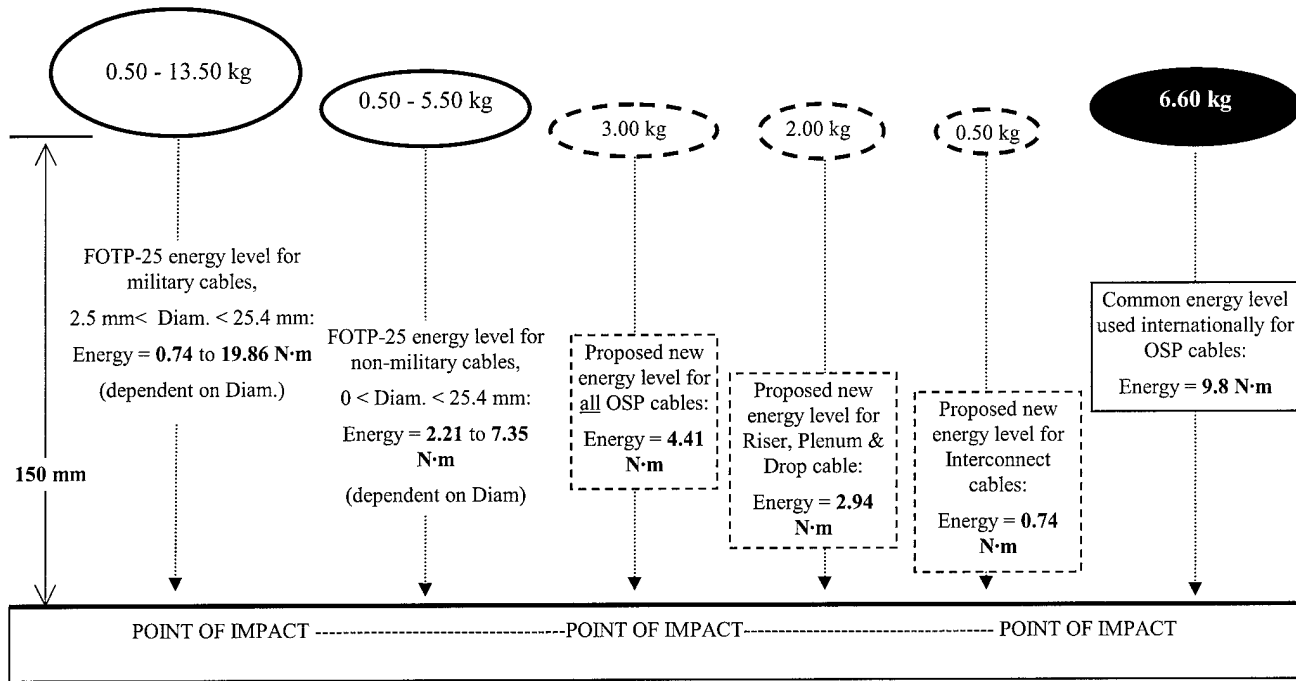 0.50 - 13.50 kg
0.50 - 5.50 kg
3.00 kg
2.00 kg
0.50 kg
6.60 kg
150 mm
FOTP-25 energy level for
military cables,
2.5 mm< Diam. < 25.4 mm:
Energy = 0.74 to 19.86 N·m
(dependent on Diam.)
FOTP-25 energy level for
non-military cables,
0 < Diam. < 25.4 mm:
Energy = 2.21 to 7.35
N·m
(dependent on Diam)
Proposed new
energy level for
all OSP cables:
Energy = 4.41
N·m
Proposed new
energy level for
Riser, Plenum &
Drop cable:
Energy = 2.94
N·m
Proposed new
energy level for
Interconnect
cables:
Energy = 0.74
N·m
Common energy level
used internationally for
OSP cables:
Energy = 9.8 N·m
POINT OF IMPACT ---------------------------POINT OF IMPACT--------------------------- POINT OF IMPACT